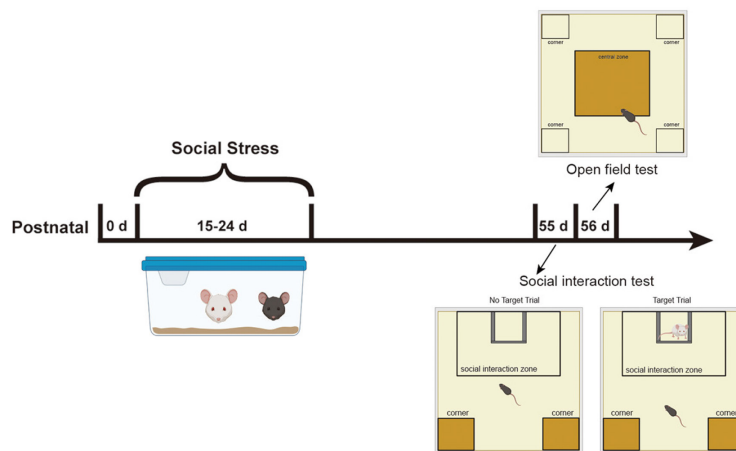 corner
corner
central zone
corner
corner
Open field test
Social Stress
Postnatal
0 d
15-24 d
55 d
56 d
Social interaction test
No Target Trial
Target Trial
social interaction zone
social interaction zone
corner
corner
corner
corner